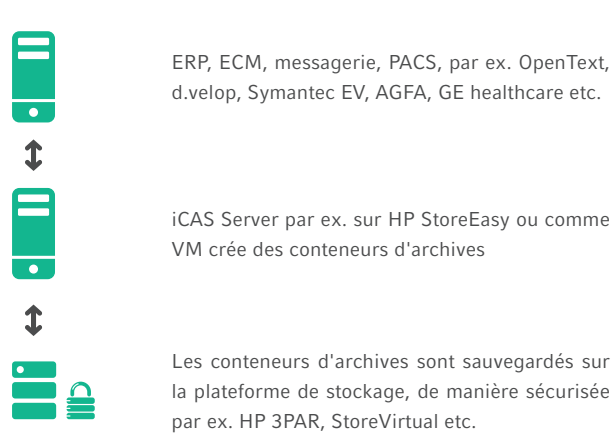 ERP, ECM, messagerie, PACS, par ex. OpenText,
d.velop, Symantec EV, AGFA, GE healthcare etc.
iCAS Server par ex. sur HP StoreEasy ou comme
VM crée des conteneurs d'archives
Les conteneurs d'archives sont sauvegardés sur
la plateforme de stockage, de manière sécurisée
par ex. HP 3PAR, StoreVirtual etc.